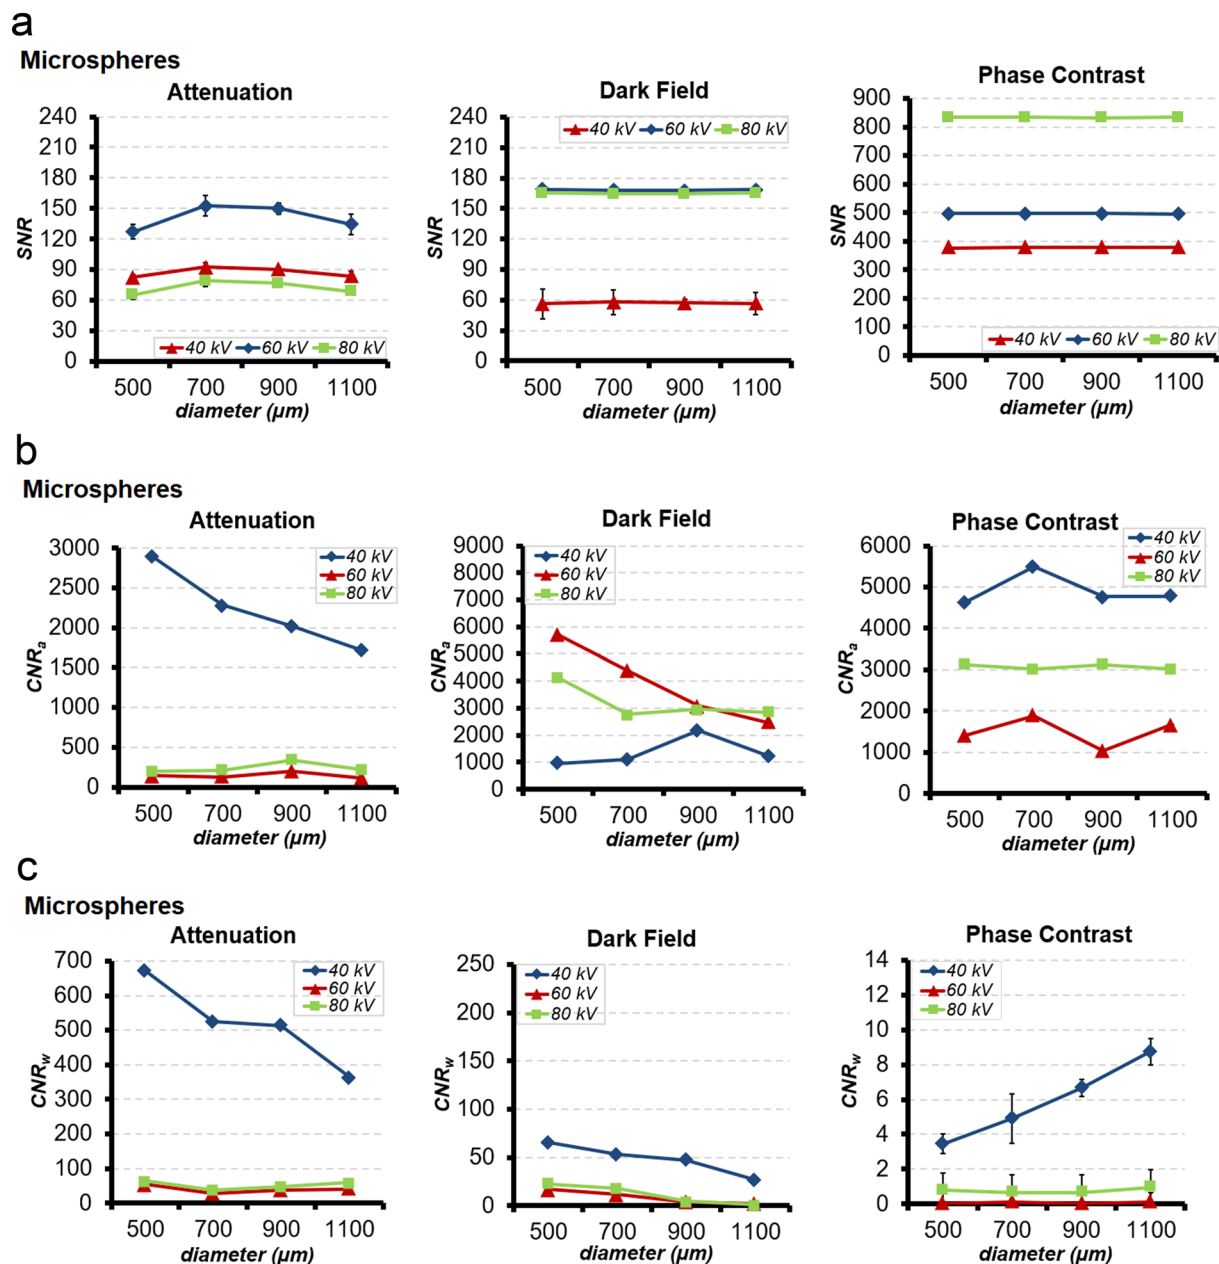 a
Microspheres
Attenuation
SNR
240
210
180
150
120
90
60
30
0
40 kV 60 kV 80 kV
500 700 900 1100
diameter (µm)
Dark Field
SNR
240
210
180
150
120
90
60
30
0
40 kV 60 kV 80 kV
500 700 900 1100
diameter (µm)
Phase Contrast
SNR
900
800
700
600
500
400
300
200
100
0
40 kV 60 kV 80 kV
500 700 900 1100
diameter (µm)
b
Microspheres
Attenuation
CNRa
3000
2500
2000
1500
1000
500
0
40 kV
60 kV
80 kV
500 700 900 1100
diameter (µm)
Dark Field
CNRa
9000
8000
7000
6000
5000
4000
3000
2000
1000
0
40 kV
60 kV
80 kV
500 700 900 1100
diameter (µm)
Phase Contrast
CNRa
6000
5000
4000
3000
2000
1000
0
40 kV
60 kV
80 kV
500 700 900 1100
diameter (µm)
c
Microspheres
Attenuation
CNRw
700
600
500
400
300
200
100
0
40 kV
60 kV
80 kV
500 700 900 1100
diameter (µm)
Dark Field
CNRw
250
200
150
100
50
0
40 kV
60 kV
80 kV
500 700 900 1100
diameter (µm)
Phase Contrast
CNRw
14
12
10
8
6
4
2
0
40 kV
60 kV
80 kV
500 700 900 1100
diameter (µm)